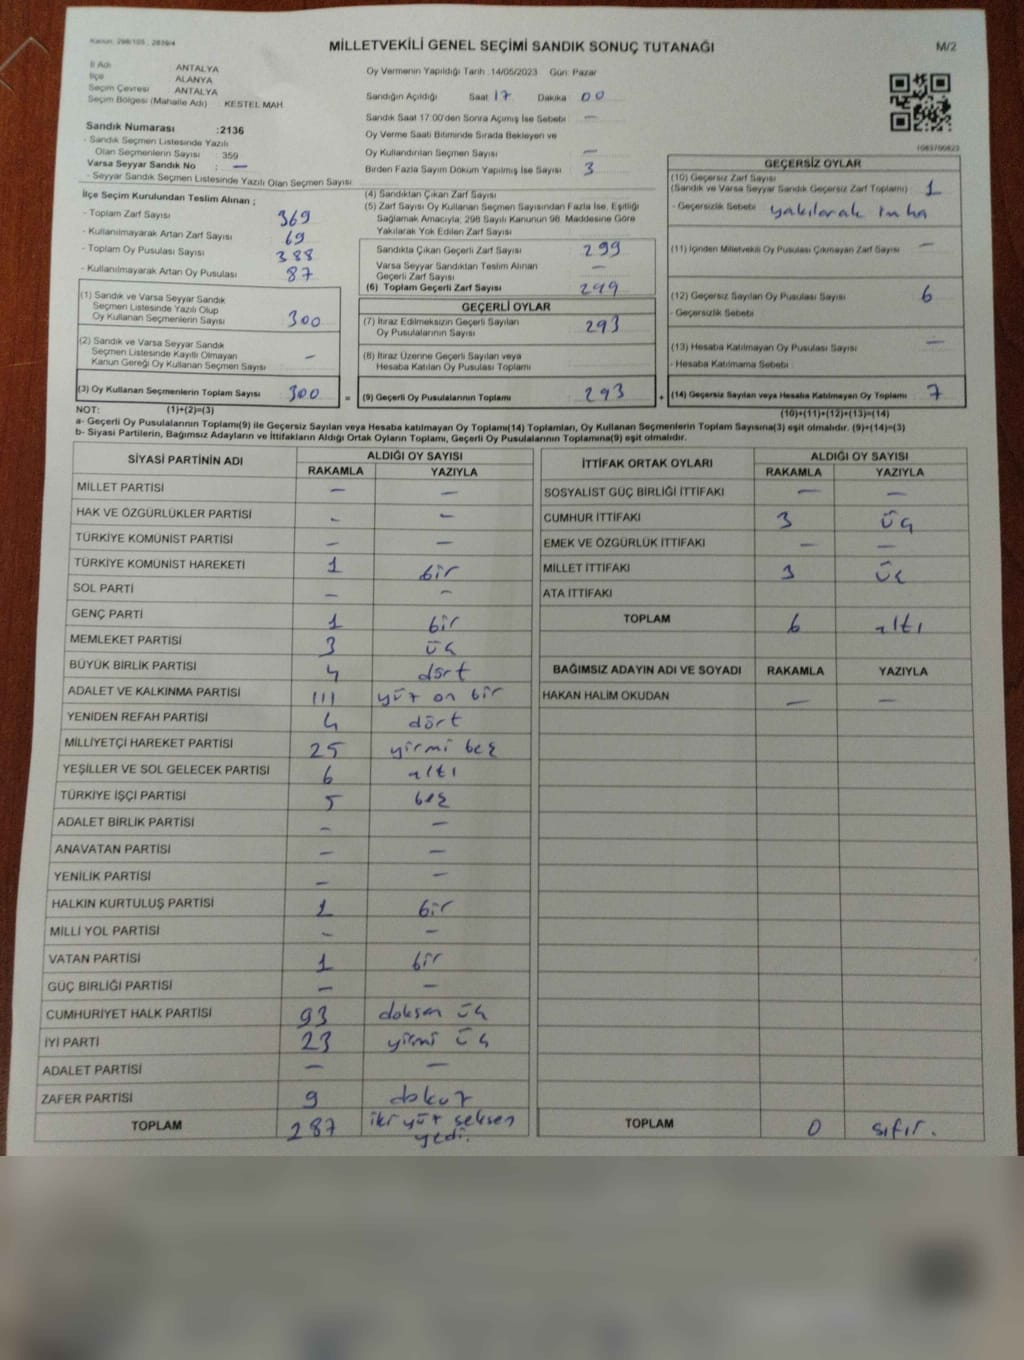 Kanun: 298/105 , 2839/4
MİLLETVEKİLİ GENEL SEÇİMİ SANDIK SONUÇ TUTANAĞI
M/2
İl Adı ANTALYA
İlçe ALANYA
Seçim Çevresi ANTALYA
Seçim Bölgesi (Mahalle Adı) KESTEL MAH.
Sandık Numarası :2136
- Sandık Seçmen Listesinde Yazılı
Olan Seçmenlerin Sayısı : 359
Varsa Seyyar Sandık No : —
- Seyyar Sandık Seçmen Listesinde Yazılı Olan Seçmen Sayısı
Oy Vermenin Yapıldığı Tarih :14/05/2023 Gün: Pazar
Sandığın Açıldığı Saat 17 Dakika 00
Sandık Saat 17:00'den Sonra Açımış İse Sebebi —
Oy Verme Saati Bitiminde Sırada Bekleyen ve
Oy Kullandırılan Seçmen Sayısı —
Birden Fazla Sayım Döküm Yapılmış İse Sayısı 3
1083700823
İlçe Seçim Kurulundan Teslim Alınan ;
- Toplam Zarf Sayısı 369
- Kullanılmayarak Artan Zarf Sayısı 69
- Toplam Oy Pusulası Sayısı 388
- Kullanılmayarak Artan Oy Pusulası 87
(1) Sandık ve Varsa Seyyar Sandık
Seçmen Listesinde Yazılı Olup
Oy Kullanan Seçmenlerin Sayısı 300
(2) Sandık ve Varsa Seyyar Sandık
Seçmen Listesinde Kayıtlı Olmayan
Kanun Gereği Oy Kullanan Seçmen Sayısı —
(3) Oy Kullanan Seçmenlerin Toplam Sayısı 300 =
(4) Sandıktan Çıkan Zarf Sayısı
(5) Zarf Sayısı Oy Kullanan Seçmen Sayısından Fazla İse, Eşitliği
Sağlamak Amacıyla, 298 Sayılı Kanunun 98. Maddesine Göre
Yakılarak Yok Edilen Zarf Sayısı
Sandıkta Çıkan Geçerli Zarf Sayısı 299
Varsa Seyyar Sandıktan Teslim Alınan
Geçerli Zarf Sayısı —
(6) Toplam Geçerli Zarf Sayısı 299
GEÇERLİ OYLAR
(7) İtiraz Edilmeksizin Geçerli Sayılan
Oy Pusulalarının Sayısı 293
(8) İtiraz Üzerine Geçerli Sayılan veya
Hesaba Katılan Oy Pusulası Toplamı
(9) Geçerli Oy Pusulalarının Toplamı 293 +
GEÇERSİZ OYLAR
(10) Geçersiz Zarf Sayısı
(Sandık ve Varsa Seyyar Sandık Geçersiz Zarf Toplamı) 1
- Geçersizlik Sebebi yakılarak imha
(11) İçinden Milletvekili Oy Pusulası Çıkmayan Zarf Sayısı —
(12) Geçersiz Sayılan Oy Pusulası Sayısı 6
- Geçersizlik Sebebi
(13) Hesaba Katılmayan Oy Pusulası Sayısı —
- Hesaba Katılmama Sebebi
(14) Geçersiz Sayılan veya Hesaba Katılmayan Oy Toplamı 7
NOT: (1)+(2)=(3)
(10)+(11)+(12)+(13)=(14)
a- Geçerli Oy Pusulalarının Toplamı(9) ile Geçersiz Sayılan veya Hesaba katılmayan Oy Toplamı(14) Toplamları, Oy Kullanan Seçmenlerin Toplam Sayısına(3) eşit olmalıdır. (9)+(14)=(3)
b- Siyasi Partilerin, Bağımsız Adayların ve İttifakların Aldığı Ortak Oyların Toplamı, Geçerli Oy Pusulalarının Toplamına(9) eşit olmalıdır.
SİYASİ PARTİNİN ADI
ALDIĞI OY SAYISI
RAKAMLA YAZIYLA
MİLLET PARTİSİ — —
HAK VE ÖZGÜRLÜKLER PARTİSİ — —
TÜRKİYE KOMÜNİST PARTİSİ — —
TÜRKİYE KOMÜNİST HAREKETİ 1 bir
SOL PARTİ — —
GENÇ PARTİ 1 bir
MEMLEKET PARTİSİ 3 üç
BÜYÜK BİRLİK PARTİSİ 4 dört
ADALET VE KALKINMA PARTİSİ 111 yüz on bir
YENİDEN REFAH PARTİSİ 4 dört
MİLLİYETÇİ HAREKET PARTİSİ 25 yirmi beş
YEŞİLLER VE SOL GELECEK PARTİSİ 6 altı
TÜRKİYE İŞÇİ PARTİSİ 5 beş
ADALET BİRLİK PARTİSİ — —
ANAVATAN PARTİSİ — —
YENİLİK PARTİSİ — —
HALKIN KURTULUŞ PARTİSİ 1 bir
MİLLİ YOL PARTİSİ — —
VATAN PARTİSİ 1 bir
GÜÇ BİRLİĞİ PARTİSİ — —
CUMHURİYET HALK PARTİSİ 93 doksan üç
İYİ PARTİ 23 yirmi üç
ADALET PARTİSİ — —
ZAFER PARTİSİ 9 dokuz
TOPLAM 287 iki yüz seksen
yedi.
İTTİFAK ORTAK OYLARI
ALDIĞI OY SAYISI
RAKAMLA YAZIYLA
SOSYALİST GÜÇ BİRLİĞİ İTTİFAKI — —
CUMHUR İTTİFAKI 3 üç
EMEK VE ÖZGÜRLÜK İTTİFAKI — —
MİLLET İTTİFAKI 3 üç
ATA İTTİFAKI
TOPLAM 6 altı
BAĞIMSIZ ADAYIN ADI VE SOYADI RAKAMLA YAZIYLA
HAKAN HALİM OKUDAN — —
TOPLAM 0 sıfır.